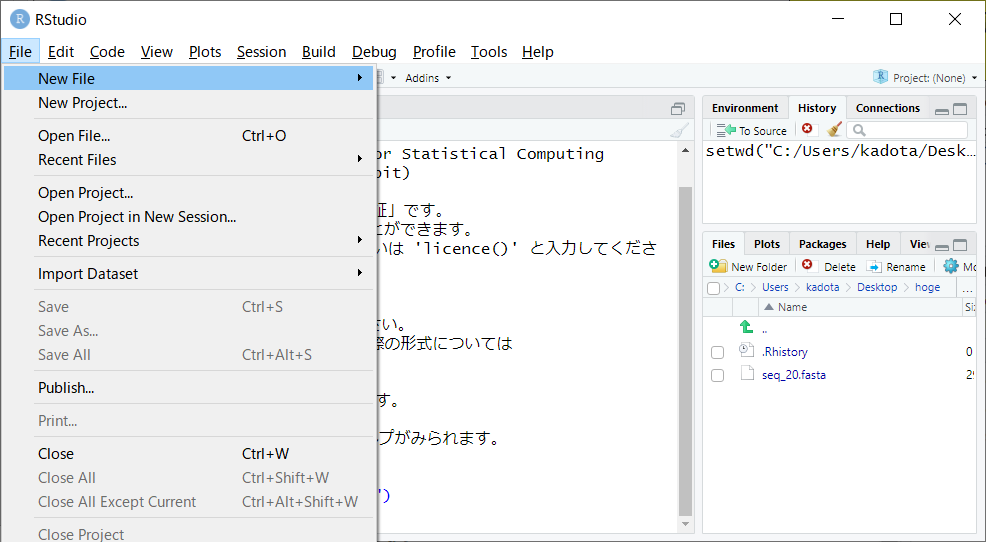 RStudio
File Edit Code View Plots Session Build Debug Profile Tools Help
New File
New Project...
Open File... Ctrl+O
Recent Files
Open Project...
Open Project in New Session...
Recent Projects
Import Dataset
Save Ctrl+S
Save As...
Save All Ctrl+Alt+S
Publish...
Print...
Close Ctrl+W
Close All Ctrl+Shift+W
Close All Except Current Ctrl+Alt+Shift+W
Close Project
Addins
Project: (None)
or Statistical Computing
bit)
証」です。
とができます。
いは 'licence()' と入力してくださ
さい。
際の形式については
す。
ルプがみられます。
")
Environment History Connections
To Source
setwd("C:/Users/kadota/Desk…
Files Plots Packages Help
New Folder Delete Rename
C: Users kadota Desktop hoge ...
Name
..
.Rhistory 0
seq_20.fasta